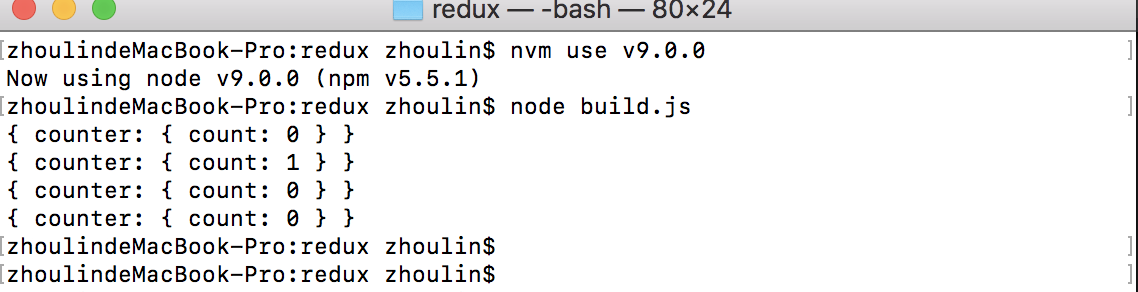 redux — -bash — 80×24
[zhoulindeMacBook-Pro:redux zhoulin$ nvm use v9.0.0 ]
Now using node v9.0.0 (npm v5.5.1)
[zhoulindeMacBook-Pro:redux zhoulin$ node build.js ]
{ counter: { count: 0 } }
{ counter: { count: 1 } }
{ counter: { count: 0 } }
{ counter: { count: 0 } }
[zhoulindeMacBook-Pro:redux zhoulin$ ]
[zhoulindeMacBook-Pro:redux zhoulin$ ]